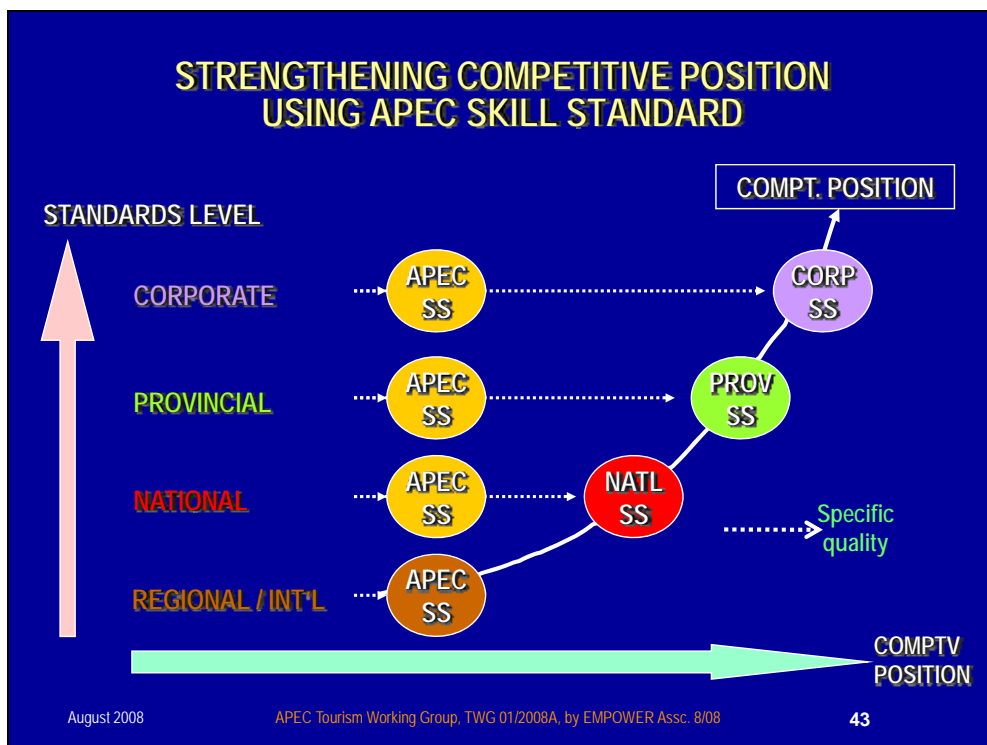 STRENGTHENING COMPETITIVE POSITION
USING APEC SKILL STANDARD
COMPT. POSITION
STANDARDS LEVEL
CORPORATE
APEC
SS
CORP
SS
PROVINCIAL
APEC
SS
PROV
SS
NATIONAL
APEC
SS
NATL
SS
Specific
quality
REGIONAL / INT'L
APEC
SS
COMPTV
POSITION
August 2008
APEC Tourism Working Group, TWG 01/2008A, by EMPOWER Assc. 8/08
43